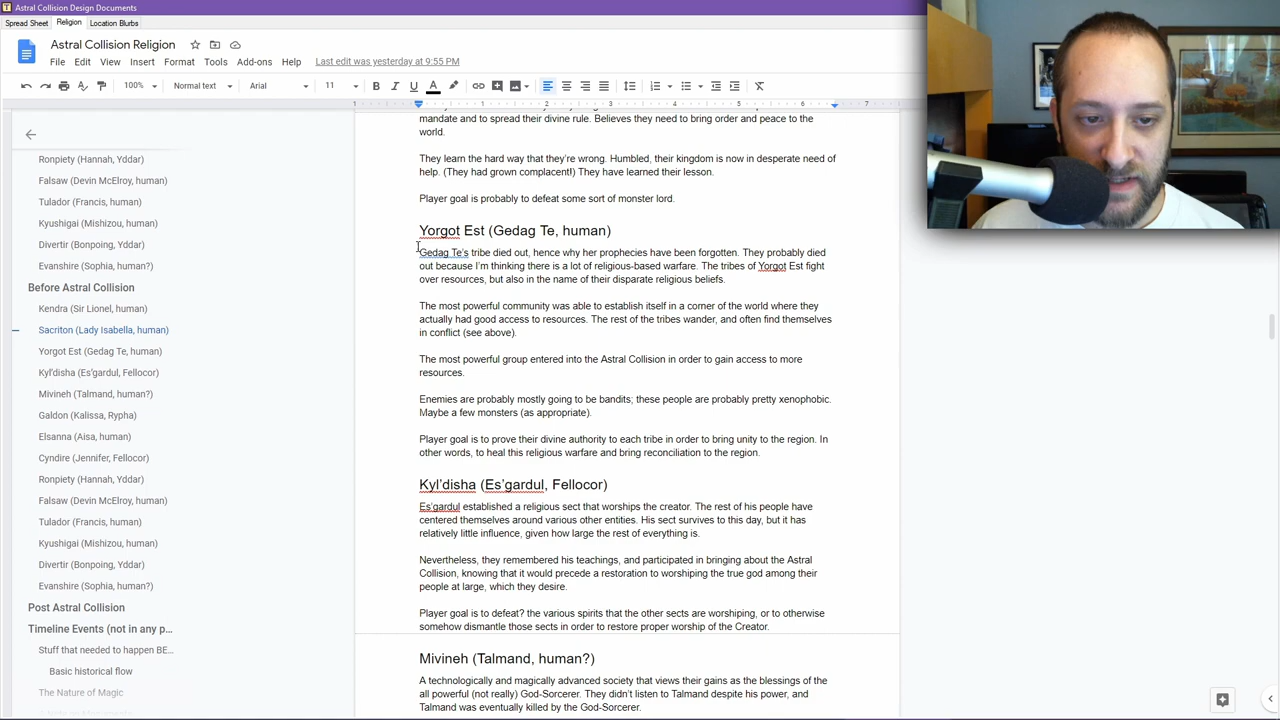 Astral Collision Design Documents
Spread Sheet Religion Location Blurbs
Astral Collision Religion
File Edit View Insert Format Tools Add-ons Help Last edit was yesterday at 9:55 PM
100% Normal text Arial 11
1 1 2 3 4 5 6 7
Ronpiety (Hannah, Yddar)
Falsaw (Devin McElroy, human)
Tulador (Francis, human)
Kyushigai (Mishizou, human)
Divertir (Bonpoing, Yddar)
Evanshire (Sophia, human?)
Before Astral Collision
Kendra (Sir Lionel, human)
Sacriton (Lady Isabella, human)
Yorgot Est (Gedag Te, human)
Kyl'disha (Es'gardul, Fellocor)
Mivineh (Talmand, human?)
Galdon (Kalissa, Rypha)
Elsanna (Aisa, human)
Cyndire (Jennifer, Fellocor)
Ronpiety (Hannah, Yddar)
Falsaw (Devin McElroy, human)
Tulador (Francis, human)
Kyushigai (Mishizou, human)
Divertir (Bonpoing, Yddar)
Evanshire (Sophia, human?)
Post Astral Collision
Timeline Events (not in any p...
Stuff that needed to happen BE...
Basic historical flow
The Nature of Magic
mandate and to spread their divine rule. Believes they need to bring order and peace to the
world.
They learn the hard way that they're wrong. Humbled, their kingdom is now in desperate need of
help. (They had grown complacent!) They have learned their lesson.
Player goal is probably to defeat some sort of monster lord.
Yorgot Est (Gedag Te, human)
Gedag Te's tribe died out, hence why her prophecies have been forgotten. They probably died
out because I'm thinking there is a lot of religious-based warfare. The tribes of Yorgot Est fight
over resources, but also in the name of their disparate religious beliefs.
The most powerful community was able to establish itself in a corner of the world where they
actually had good access to resources. The rest of the tribes wander, and often find themselves
in conflict (see above).
The most powerful group entered into the Astral Collision in order to gain access to more
resources.
Enemies are probably mostly going to be bandits; these people are probably pretty xenophobic.
Maybe a few monsters (as appropriate).
Player goal is to prove their divine authority to each tribe in order to bring unity to the region. In
other words, to heal this religious warfare and bring reconciliation to the region.
Kyl'disha (Es'gardul, Fellocor)
Es'gardul established a religious sect that worships the creator. The rest of his people have
centered themselves around various other entities. His sect survives to this day, but it has
relatively little influence, given how large the rest of everything is.
Nevertheless, they remembered his teachings, and participated in bringing about the Astral
Collision, knowing that it would precede a restoration to worshiping the true god among their
people at large, which they desire.
Player goal is to defeat? the various spirits that the other sects are worshiping, or to otherwise
somehow dismantle those sects in order to restore proper worship of the Creator.
Mivineh (Talmand, human?)
A technologically and magically advanced society that views their gains as the blessings of the
all powerful (not really) God-Sorcerer. They didn't listen to Talmand despite his power, and
Talmand was eventually killed by the God-Sorcerer.